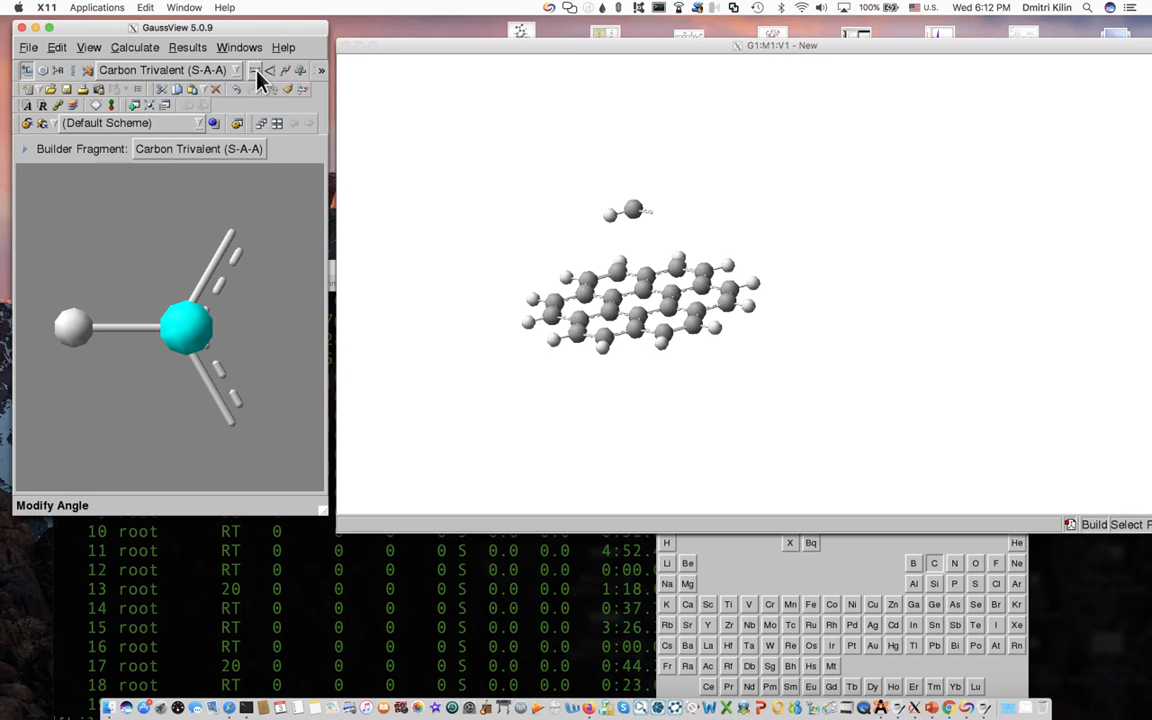 X11 Applications Edit Window Help 100% U.S. Wed 6:12 PM Dmitri Kilin
GaussView 5.0.9
G1:M1:V1 - New
File Edit View Calculate Results Windows Help
Carbon Trivalent (S-A-A) »
A R
(Default Scheme)
Builder Fragment: Carbon Trivalent (S-A-A)
Modify Angle
Build Select P
10 root RT 0 0 0 S 0.0 0.0
11 root RT 0 0 0 S 0.0 0.0 4:52.
12 root RT 0 0 0 S 0.0 0.0 0:00.
13 root 20 0 0 0 S 0.0 0.0 1:18.
14 root RT 0 0 0 S 0.0 0.0 0:37.
15 root RT 0 0 0 S 0.0 0.0 3:26.
16 root RT 0 0 0 S 0.0 0.0 0:00.
17 root 20 0 0 0 S 0.0 0.0 0:44.
18 root RT 0 0 0 S 0.0 0.0 0:23.
H X Bq He
Li Be B C N O F Ne
Na Mg Al Si P S Cl Ar
K Ca Sc Ti V Cr Mn Fe Co Ni Cu Zn Ga Ge As Se Br Kr
Rb Sr Y Zr Nb Mo Tc Ru Rh Pd Ag Cd In Sn Sb Te I Xe
Cs Ba La Hf Ta W Re Os Ir Pt Au Hg Tl Pb Bi Po At Rn
Fr Ra Ac Rf Db Sg Bh Hs Mt
Ce Pr Nd Pm Sm Eu Gd Tb Dy Ho Er Tm Yb Lu